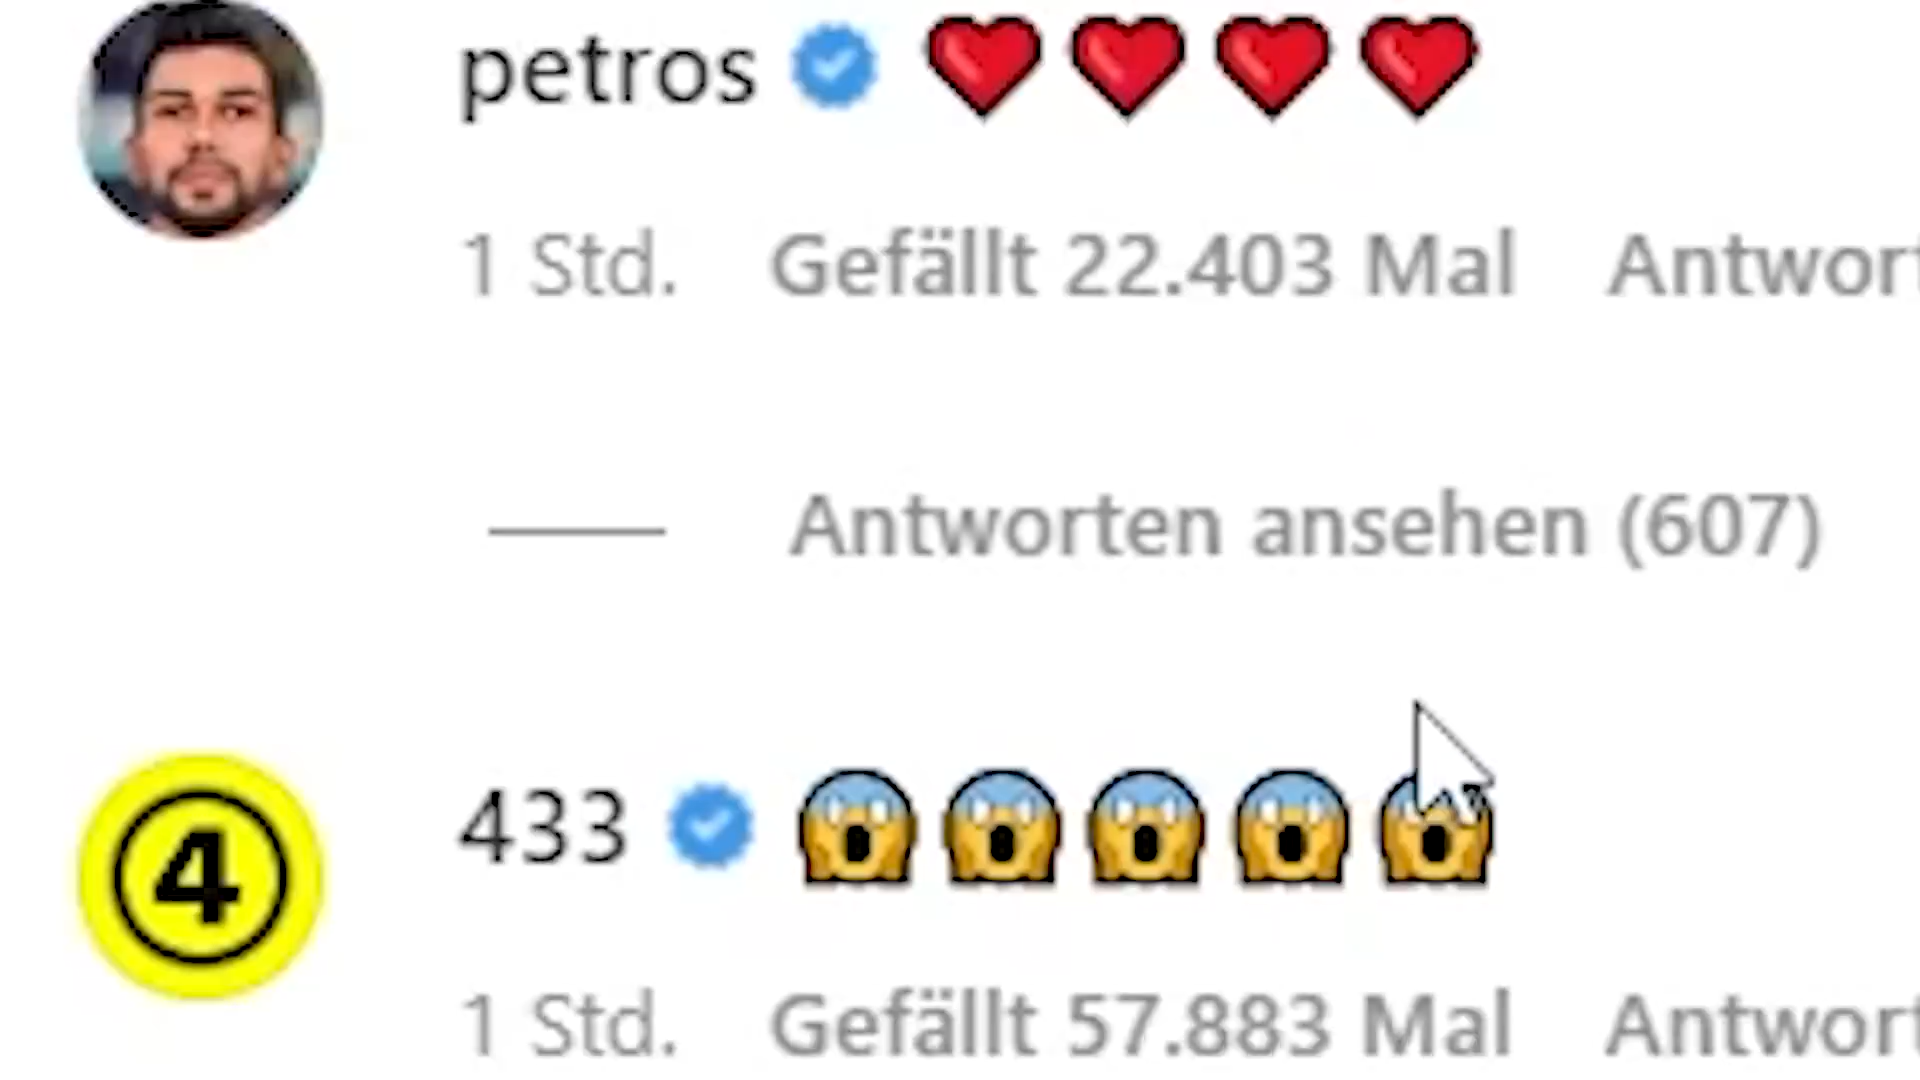 petros ❤️❤️❤️❤️
1 Std. Gefällt 22.403 Mal Antwort
Antworten ansehen (607)
4
433 😱😱😱😱😱
1 Std. Gefällt 57.883 Mal Antwort